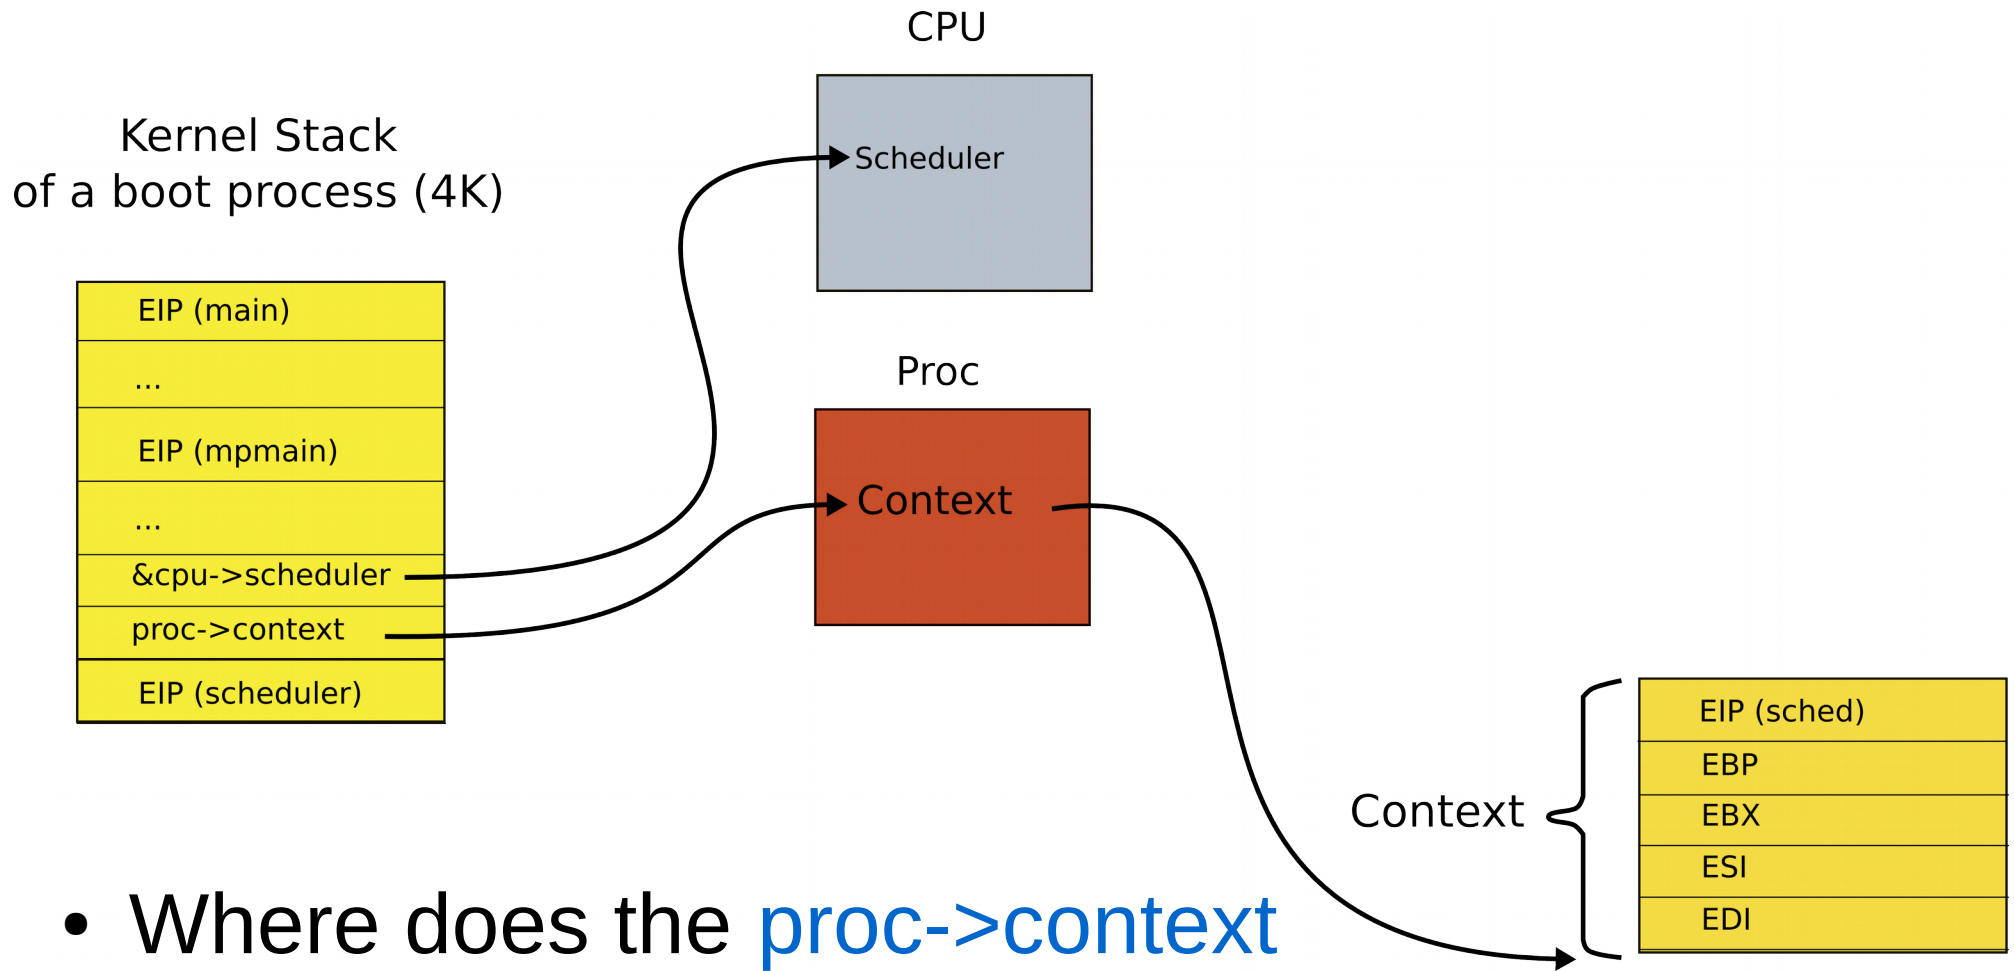 CPU
Scheduler
Kernel Stack
of a boot process (4K)
EIP (main)
...
EIP (mpmain)
...
&cpu->scheduler
proc->context
EIP (scheduler)
Proc
Context
Context
EIP (sched)
EBP
EBX
ESI
EDI
• Where does the proc->context